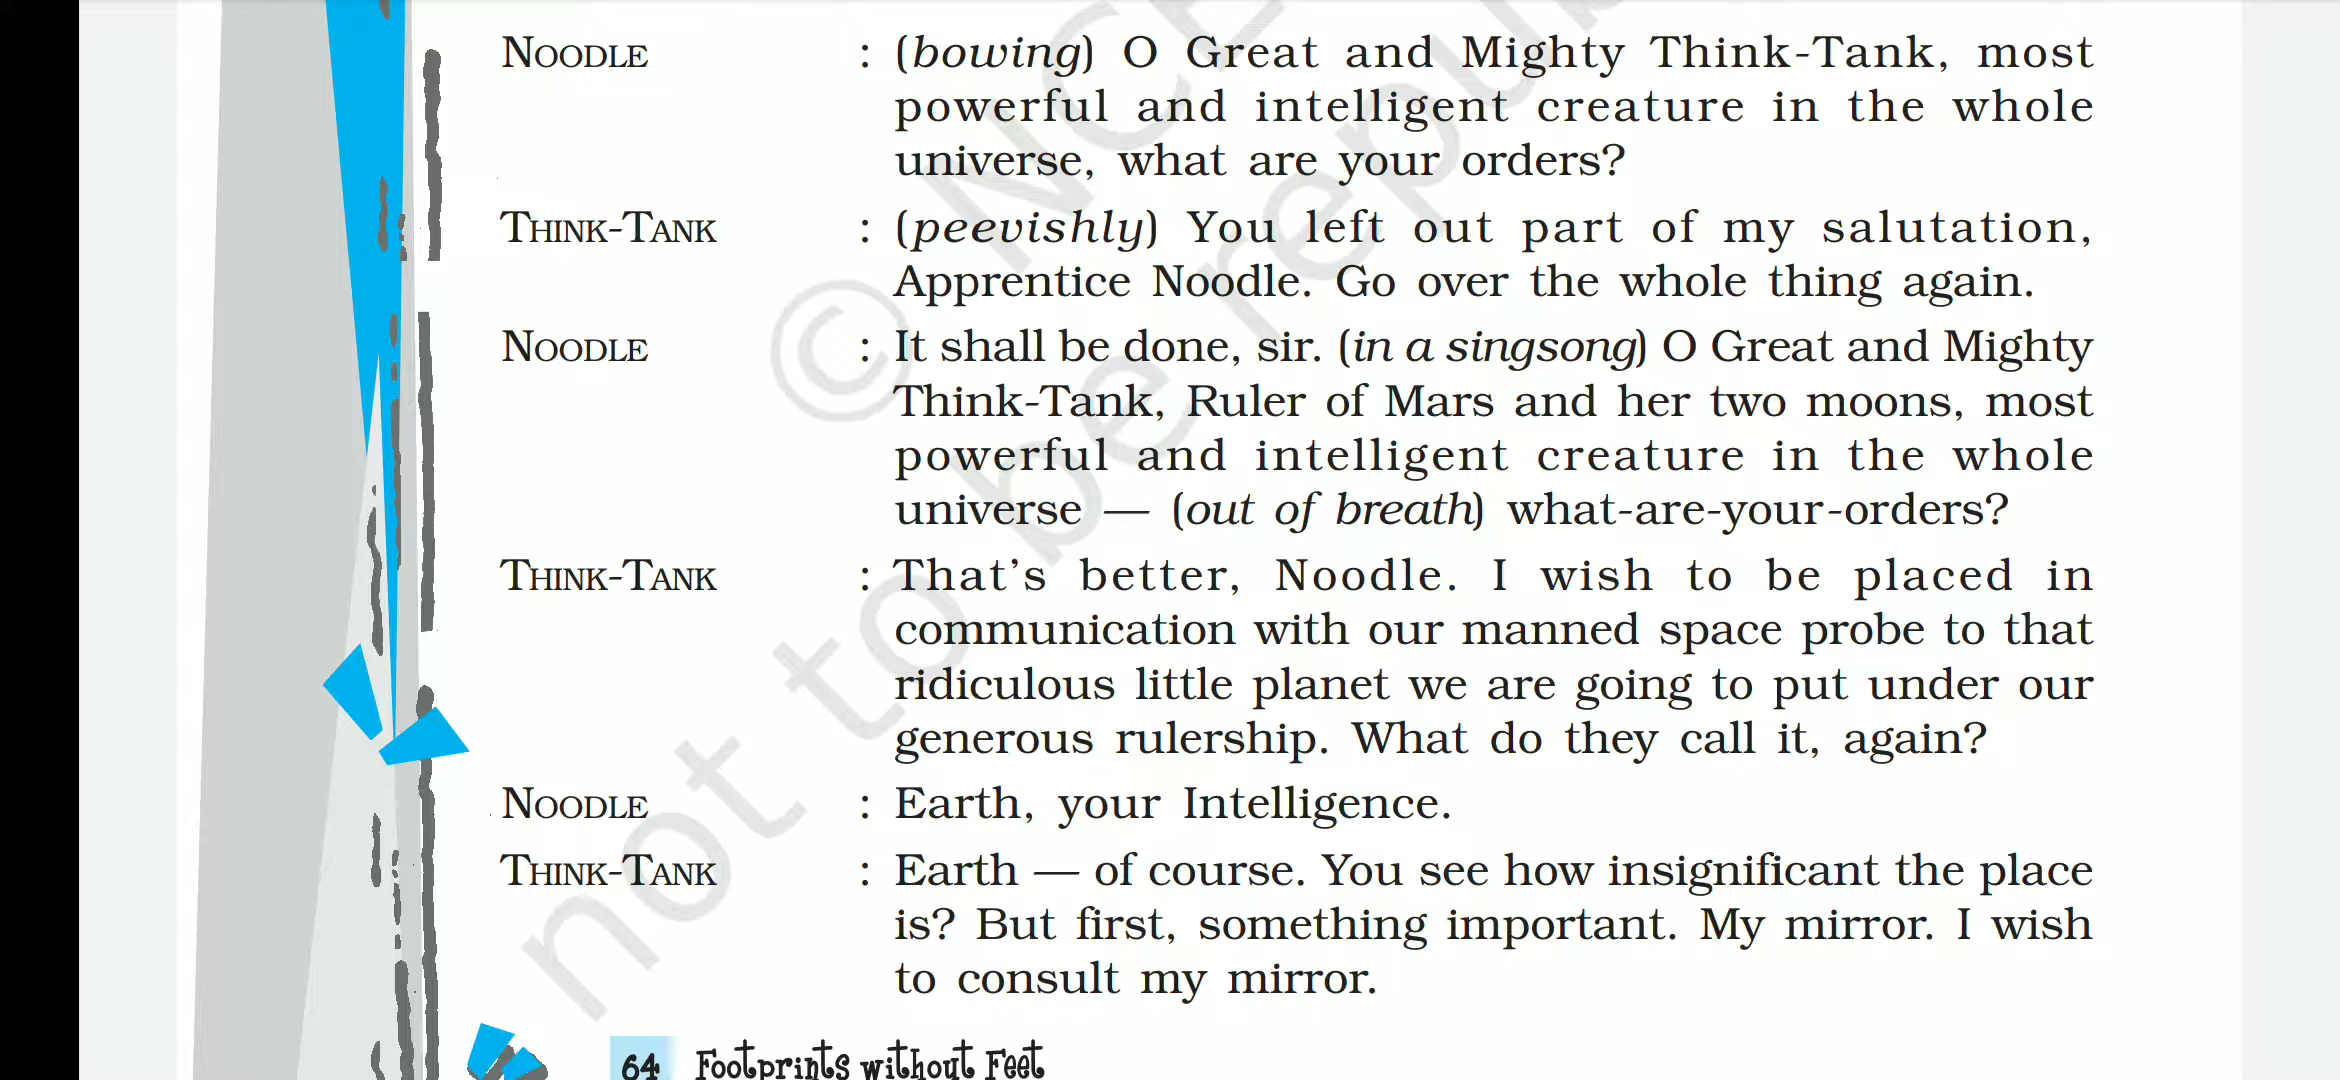 NOODLE : (bowing) O Great and Mighty Think-Tank, most
powerful and intelligent creature in the whole
universe, what are your orders?
THINK-TANK : (peevishly) You left out part of my salutation,
Apprentice Noodle. Go over the whole thing again.
NOODLE : It shall be done, sir. (in a singsong) O Great and Mighty
Think-Tank, Ruler of Mars and her two moons, most
powerful and intelligent creature in the whole
universe — (out of breath) what-are-your-orders?
THINK-TANK : That's better, Noodle. I wish to be placed in
communication with our manned space probe to that
ridiculous little planet we are going to put under our
generous rulership. What do they call it, again?
NOODLE : Earth, your Intelligence.
THINK-TANK : Earth — of course. You see how insignificant the place
is? But first, something important. My mirror. I wish
to consult my mirror.
64 Footprints without Feet
© NCE
not to be repub